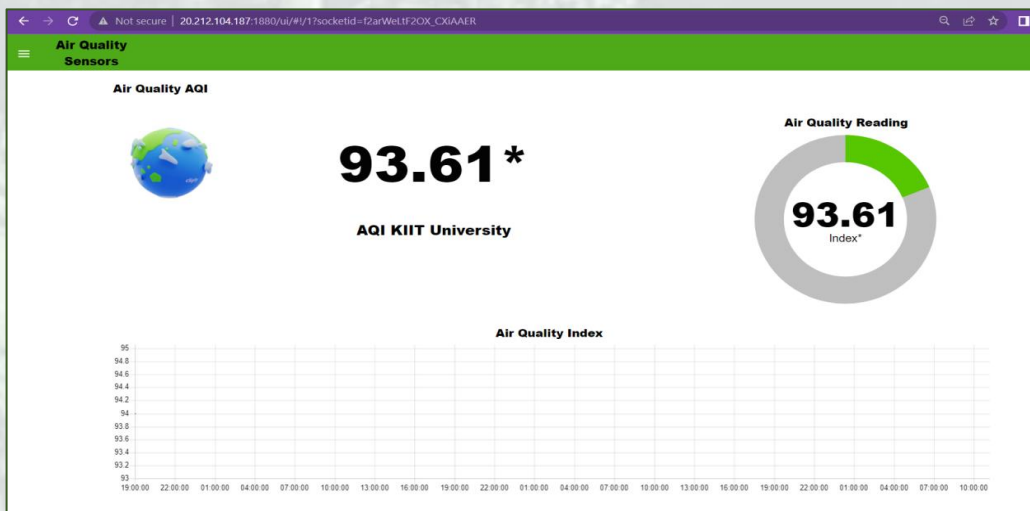 Not secure | 20.212.104.187:1880/ui/#!/1?socketid=f2arWeLtF2OX_CXiAAER
Air Quality
Sensors
Air Quality AQI
93.61*
AQI KIIT University
Air Quality Reading
93.61
Index*
Air Quality Index
95
94.8
94.6
94.4
94.2
94
93.8
93.6
93.4
93.2
93
19:00:00 22:00:00 01:00:00 04:00:00 07:00:00 10:00:00 13:00:00 16:00:00 19:00:00 22:00:00 01:00:00 04:00:00 07:00:00 10:00:00 13:00:00 16:00:00 19:00:00 22:00:00 01:00:00 04:00:00 07:00:00 10:00:00